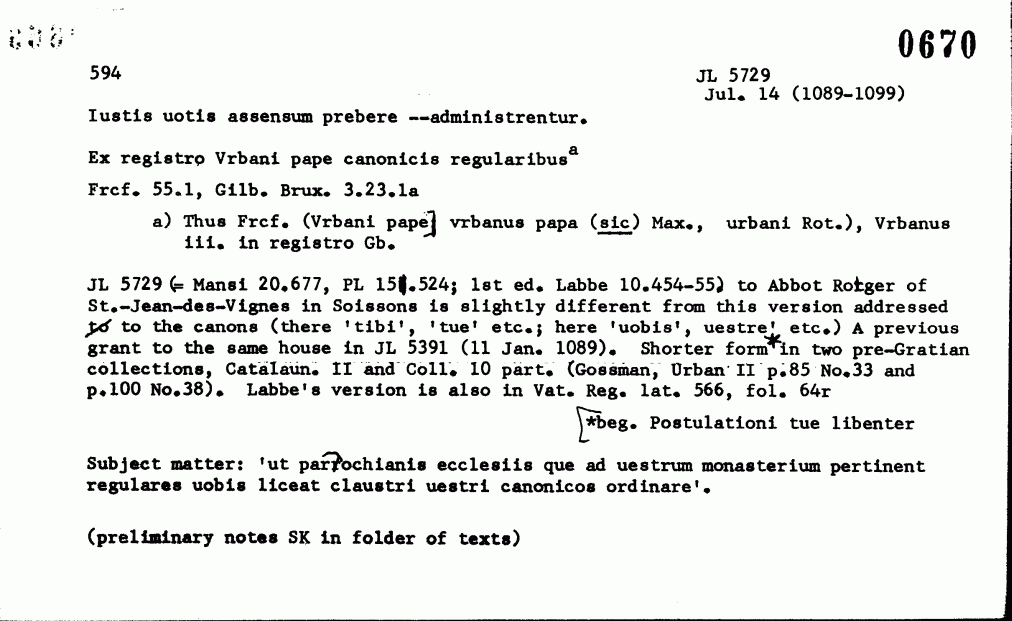 0670
594
JL 5729
Jul. 14 (1089-1099)
Iustis uotis assensum prebere --administrentur.
Ex registro Vrbani pape canonicis regularibusª
Frcf. 55.1, Gilb. Brux. 3.23.1a
a) Thus Frcf. (Vrbani pape] vrbanus papa (sic) Max., urbani Rot.), Vrbanus
iii. in registro Gb.
JL 5729 (= Mansi 20.677, PL 151.524; 1st ed. Labbe 10.454-55) to Abbot Rotger of
St.-Jean-des-Vignes in Soissons is slightly different from this version addressed
to to the canons (there 'tibi', 'tue' etc.; here 'uobis', uestre' etc.) A previous
grant to the same house in JL 5391 (11 Jan. 1089). Shorter form*in two pre-Gratian
collections, Catalaun. II and Coll. 10 part. (Gossman, Urban II p.85 No.33 and
p.100 No.38). Labbe's version is also in Vat. Reg. lat. 566, fol. 64r
[*beg. Postulationi tue libenter
Subject matter: 'ut parrochianis ecclesiis que ad uestrum monasterium pertinent
regulares uobis liceat claustri uestri canonicos ordinare'.
(preliminary notes SK in folder of texts)